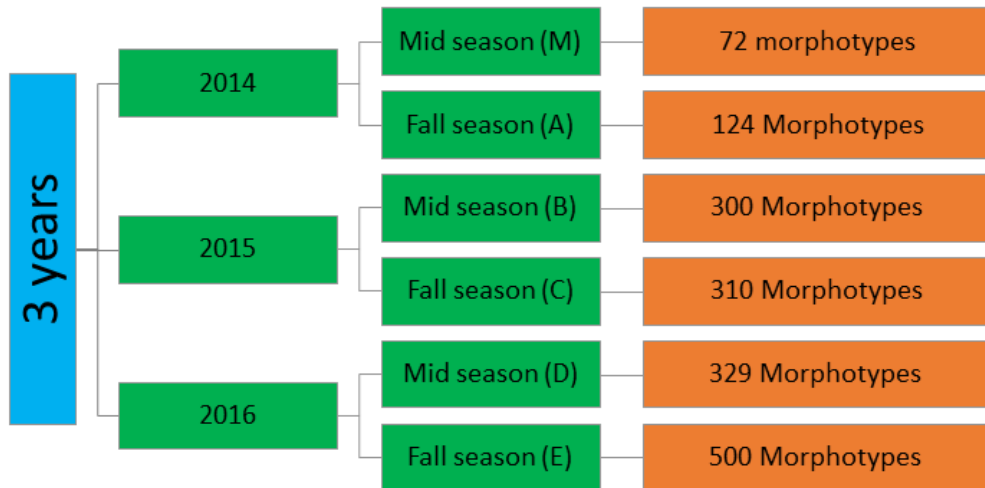 3 years
2014
Mid season (M)
72 morphotypes
Fall season (A)
124 Morphotypes
2015
Mid season (B)
300 Morphotypes
Fall season (C)
310 Morphotypes
2016
Mid season (D)
329 Morphotypes
Fall season (E)
500 Morphotypes